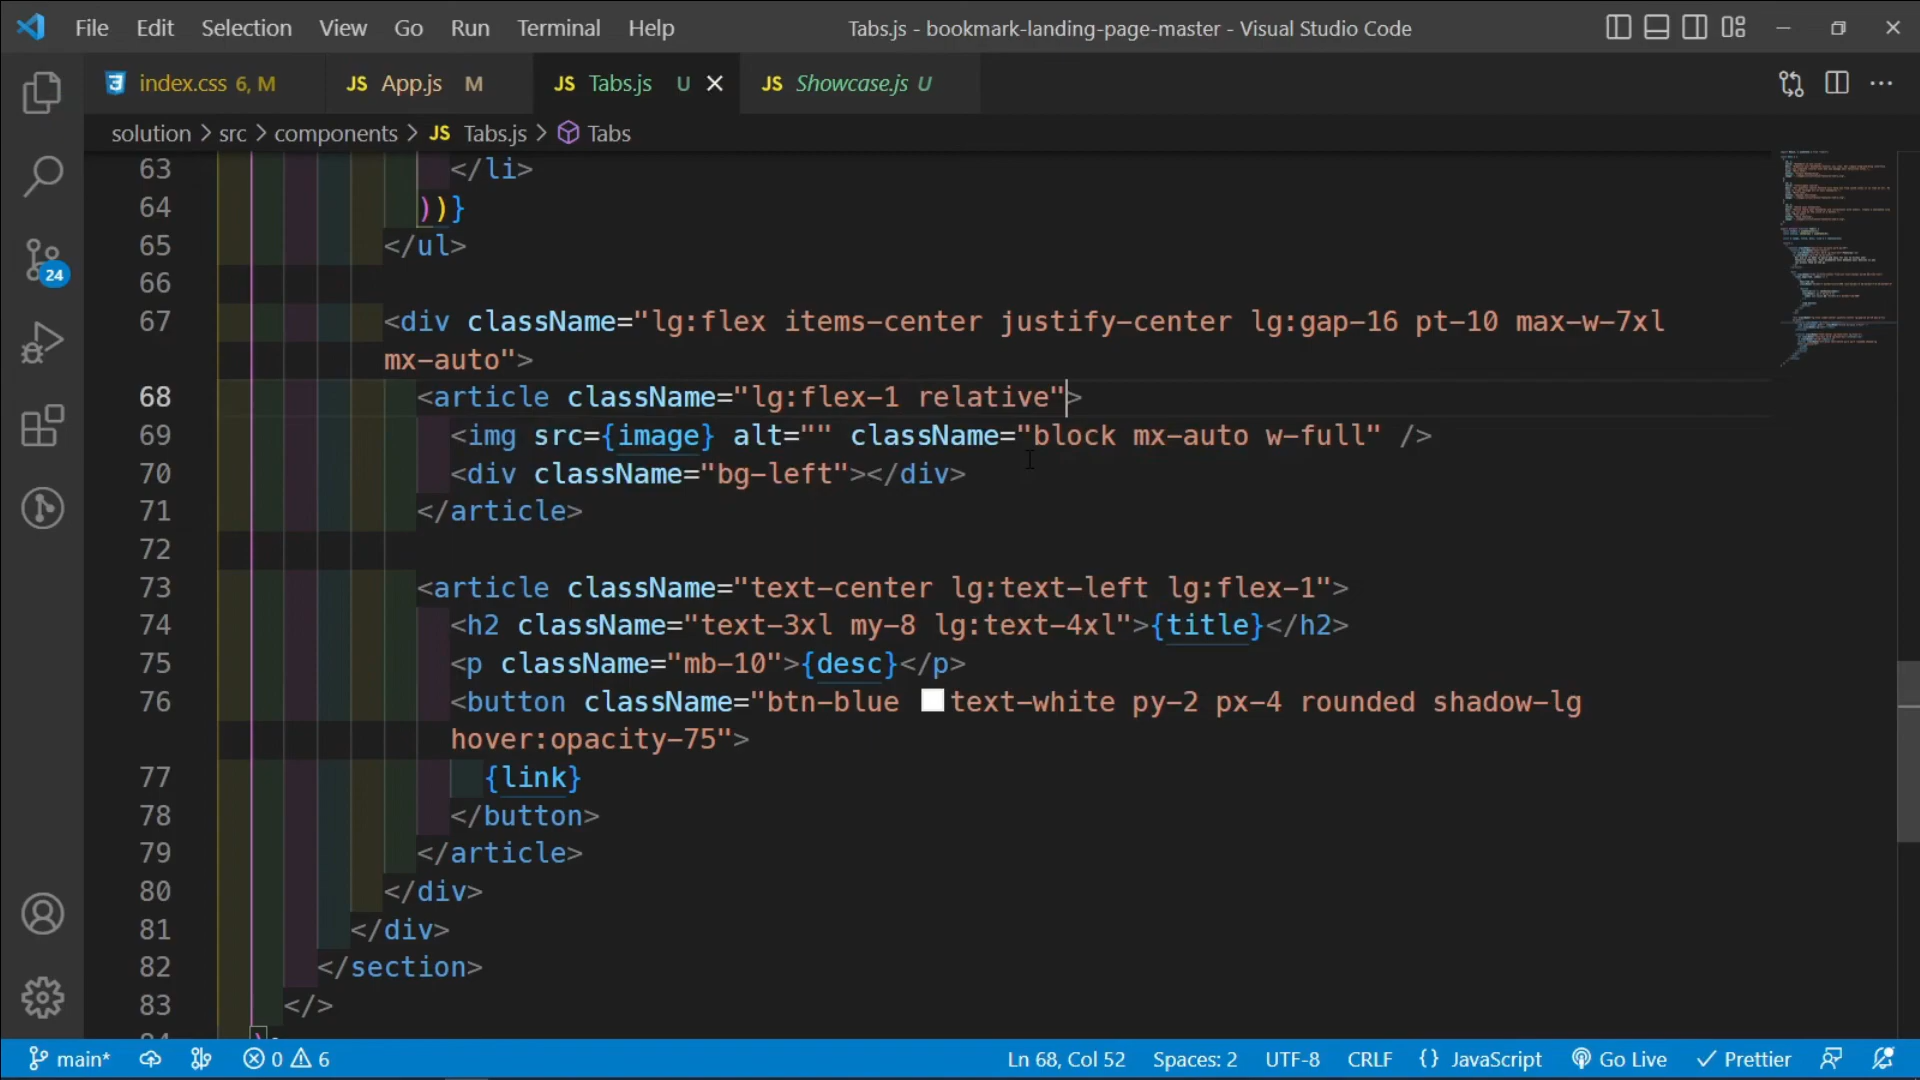 File Edit Selection View Go Run Terminal Help Tabs.js - bookmark-landing-page-master - Visual Studio Code
index.css 6, M JS App.js M JS Tabs.js U JS Showcase.js U
solution > src > components > JS Tabs.js > Tabs
63 </li>
64 ))}
65 </ul>
66
67 <div className="lg:flex items-center justify-center lg:gap-16 pt-10 max-w-7xl
mx-auto">
68 <article className="lg:flex-1 relative">
69 <img src={image} alt="" className="block mx-auto w-full" />
70 <div className="bg-left"></div>
71 </article>
72
73 <article className="text-center lg:text-left lg:flex-1">
74 <h2 className="text-3xl my-8 lg:text-4xl">{title}</h2>
75 <p className="mb-10">{desc}</p>
76 <button className="btn-blue text-white py-2 px-4 rounded shadow-lg
hover:opacity-75">
77 {link}
78 </button>
79 </article>
80 </div>
81 </div>
82 </section>
83 </>
24
main* 0 6 Ln 68, Col 52 Spaces: 2 UTF-8 CRLF {} JavaScript Go Live Prettier